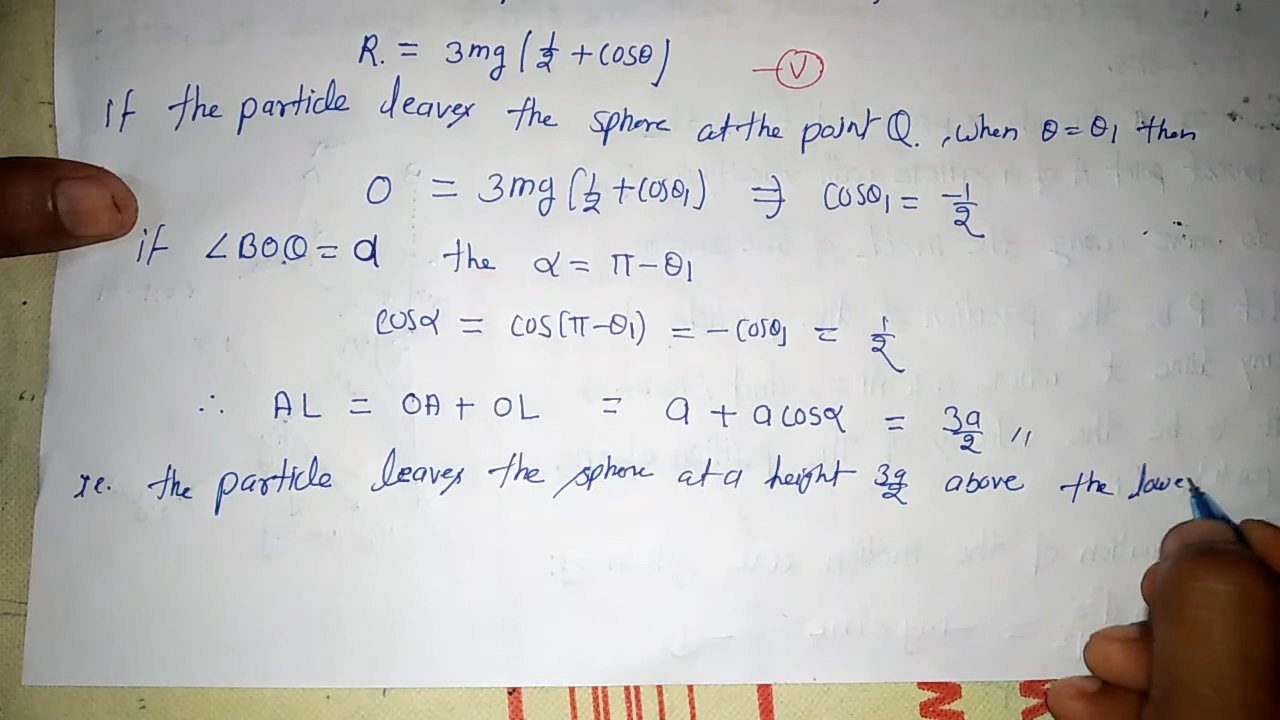 R. = 3mg(1/2 + cosθ) —Ⓥ
If the particle leaves the sphere at the point Q. , when θ = θ1 then
0 = 3mg(1/2 + cosθ1) ⇒ cosθ1 = -1/2
if ∠BOQ = α the α = π - θ1
cosα = cos(π-θ1) = -cosθ1 = 1/2
∴ AL = OA + OL = a + a cosα = 3a/2 //
ie. the particle leaves the sphere at a height 3a/2 above the lowe